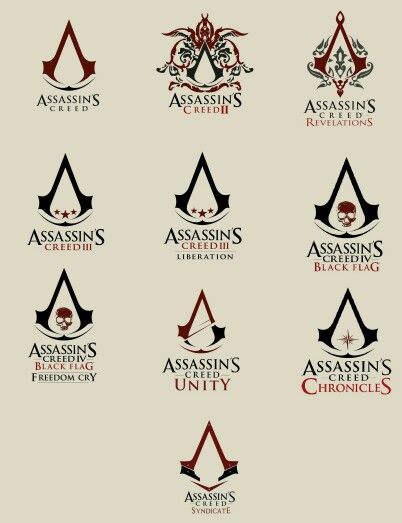 ASSASSIN'S
CREED
ASSASSIN'S
CREED II
ASSASSIN'S
CREED
REVELATIONS
ASSASSIN'S
CREED III
ASSASSIN'S
CREED III
LIBERATION
ASSASSIN'S
CREED IV
BLACK FLAG
ASSASSIN'S
CREED IV
BLACK FLAG
FREEDOM CRY
ASSASSIN'S
CREED
UNITY
ASSASSIN'S
CREED
CHRONICLES
ASSASSIN'S
CREED
SYNDICATE